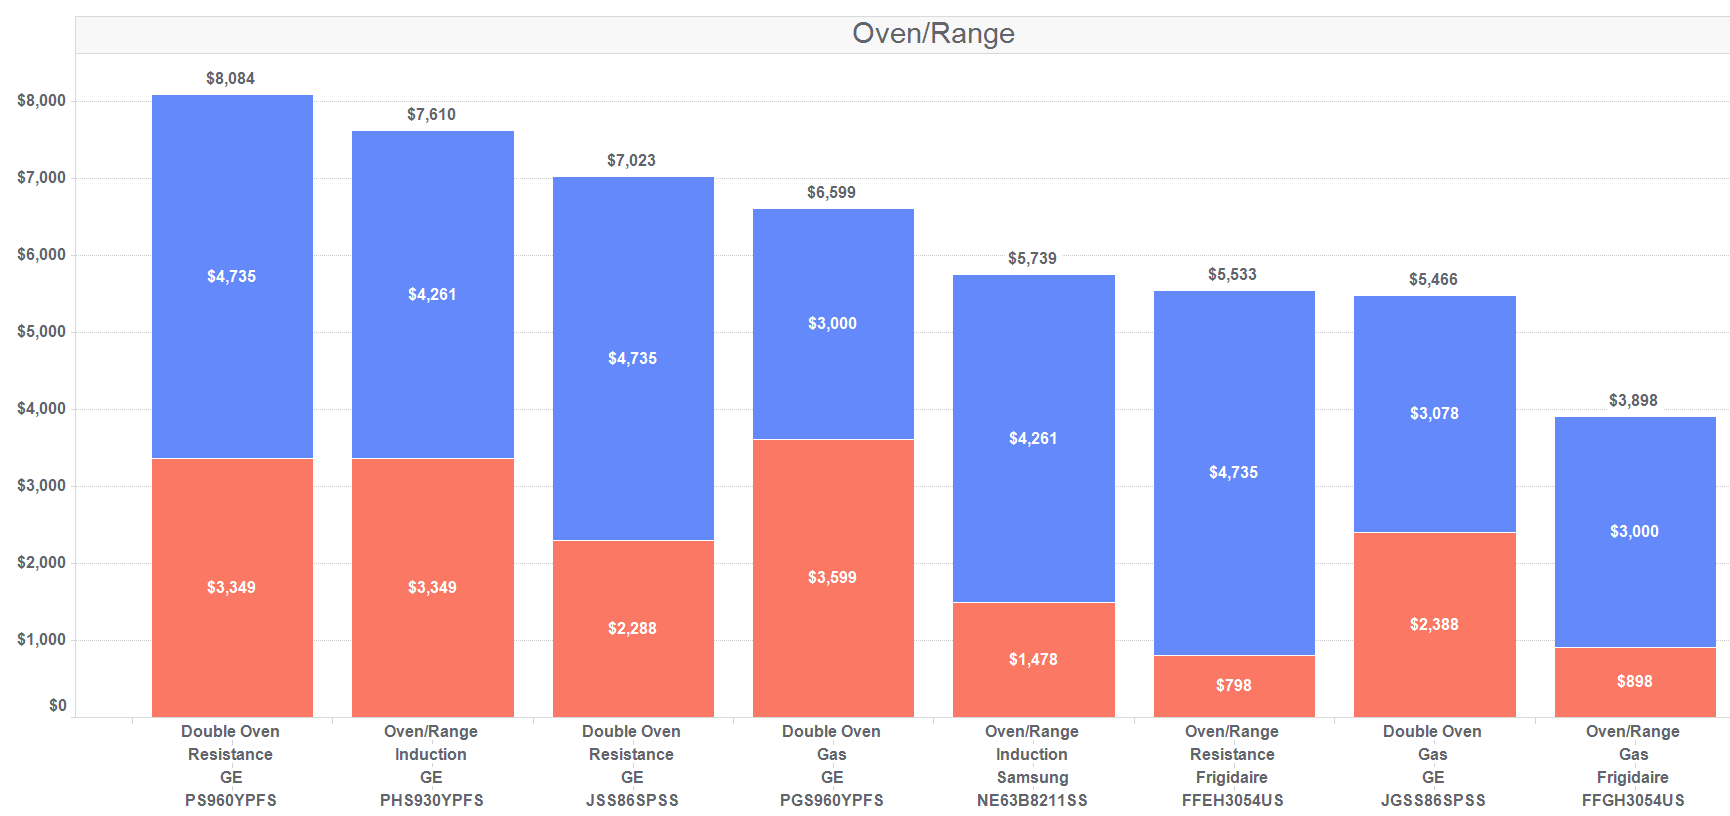 Oven/Range
$8,084
$7,610
$7,023
$6,599
$5,739
$5,533
$5,466
$3,898
$8,000
$7,000
$6,000
$5,000
$4,000
$3,000
$2,000
$1,000
$0
$4,735
$4,261
$4,735
$3,000
$4,261
$4,735
$3,078
$3,000
$3,349
$3,349
$2,288
$3,599
$1,478
$798
$2,388
$898
Double Oven
Resistance
GE
PS960YPFS
Oven/Range
Induction
GE
PHS930YPFS
Double Oven
Resistance
GE
JSS86SPSS
Double Oven
Gas
GE
PGS960YPFS
Oven/Range
Induction
Samsung
NE63B8211SS
Oven/Range
Resistance
Frigidaire
FFEH3054US
Double Oven
Gas
GE
JGSS86SPSS
Oven/Range
Gas
Frigidaire
FFGH3054US